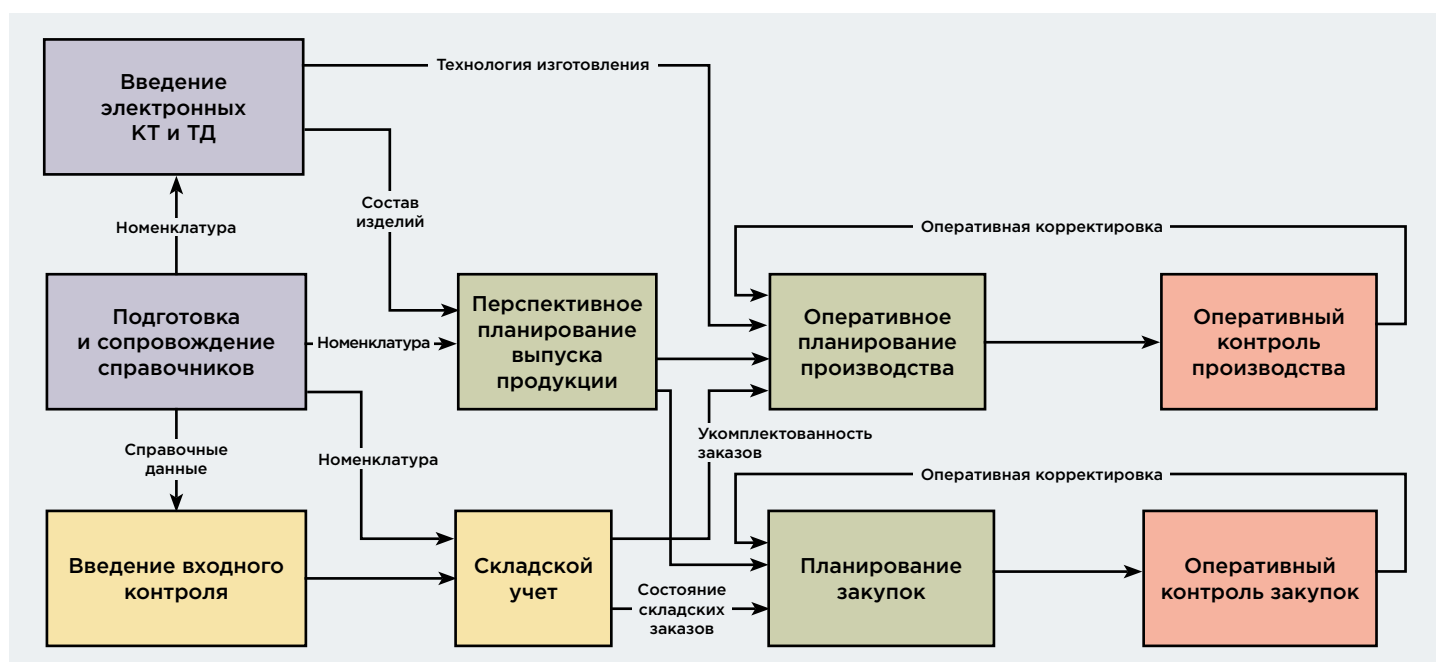 Введение
электронных
КТ и ТД
Технология изготовления
Состав
изделий
Номенклатура
Оперативная корректировка
Подготовка
и сопровождение
справочников
Номенклатура
Перспективное
планирование
выпуска
продукции
Оперативное
планирование
производства
Оперативный
контроль
производства
Справочные
данные
Номенклатура
Укомплектованность
заказов
Оперативная корректировка
Введение входного
контроля
Складской
учет
Состояние
складских
заказов
Планирование
закупок
Оперативный
контроль закупок